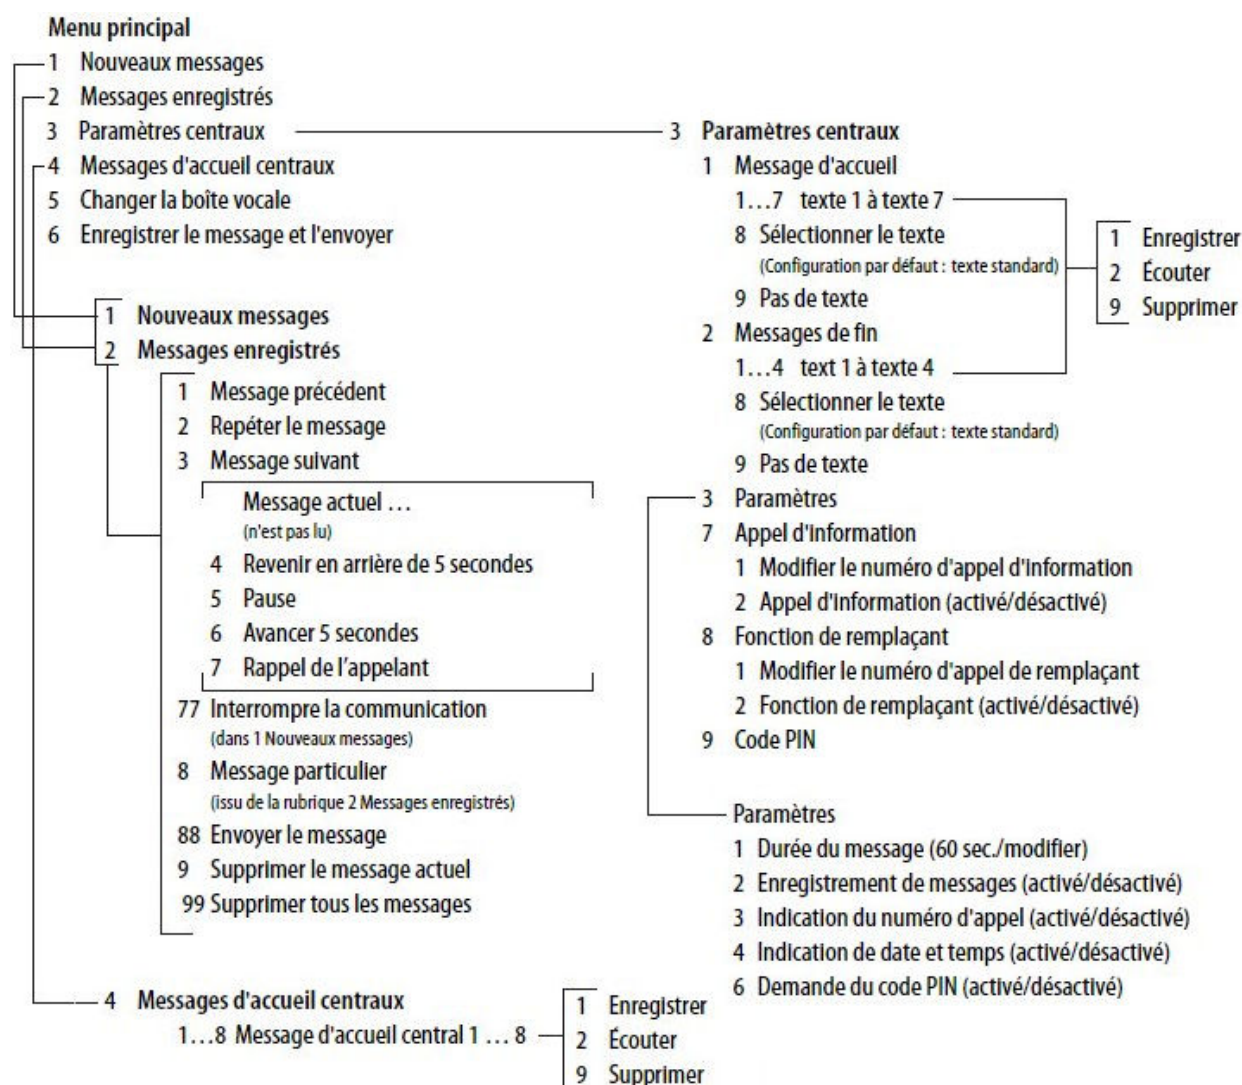 Menu principal
1 Nouveaux messages
2 Messages enregistrés
3 Paramètres centraux
4 Messages d'accueil centraux
5 Changer la boîte vocale
6 Enregistrer le message et l'envoyer
1 Nouveaux messages
2 Messages enregistrés
1 Message précédent
2 Repéter le message
3 Message suivant
Message actuel ...
(n'est pas lu)
4 Revenir en arrière de 5 secondes
5 Pause
6 Avancer 5 secondes
7 Rappel de l'appelant
77 Interrompre la communication
(dans 1 Nouveaux messages)
8 Message particulier
(issu de la rubrique 2 Messages enregistrés)
88 Envoyer le message
9 Supprimer le message actuel
99 Supprimer tous les messages
4 Messages d'accueil centraux
1...8 Message d'accueil central 1 ... 8
1 Enregistrer
2 Écouter
9 Supprimer
3 Paramètres centraux
1 Message d'accueil
1...7 texte 1 à texte 7
8 Sélectionner le texte
(Configuration par défaut : texte standard)
9 Pas de texte
2 Messages de fin
1...4 text 1 à texte 4
8 Sélectionner le texte
(Configuration par défaut : texte standard)
9 Pas de texte
1 Enregistrer
2 Écouter
9 Supprimer
3 Paramètres
7 Appel d'information
1 Modifier le numéro d'appel d'information
2 Appel d'information (activé/désactivé)
8 Fonction de remplaçant
1 Modifier le numéro d'appel de remplaçant
2 Fonction de remplaçant (activé/désactivé)
9 Code PIN
Paramètres
1 Durée du message (60 sec./modifier)
2 Enregistrement de messages (activé/désactivé)
3 Indication du numéro d'appel (activé/désactivé)
4 Indication de date et temps (activé/désactivé)
6 Demande du code PIN (activé/désactivé)